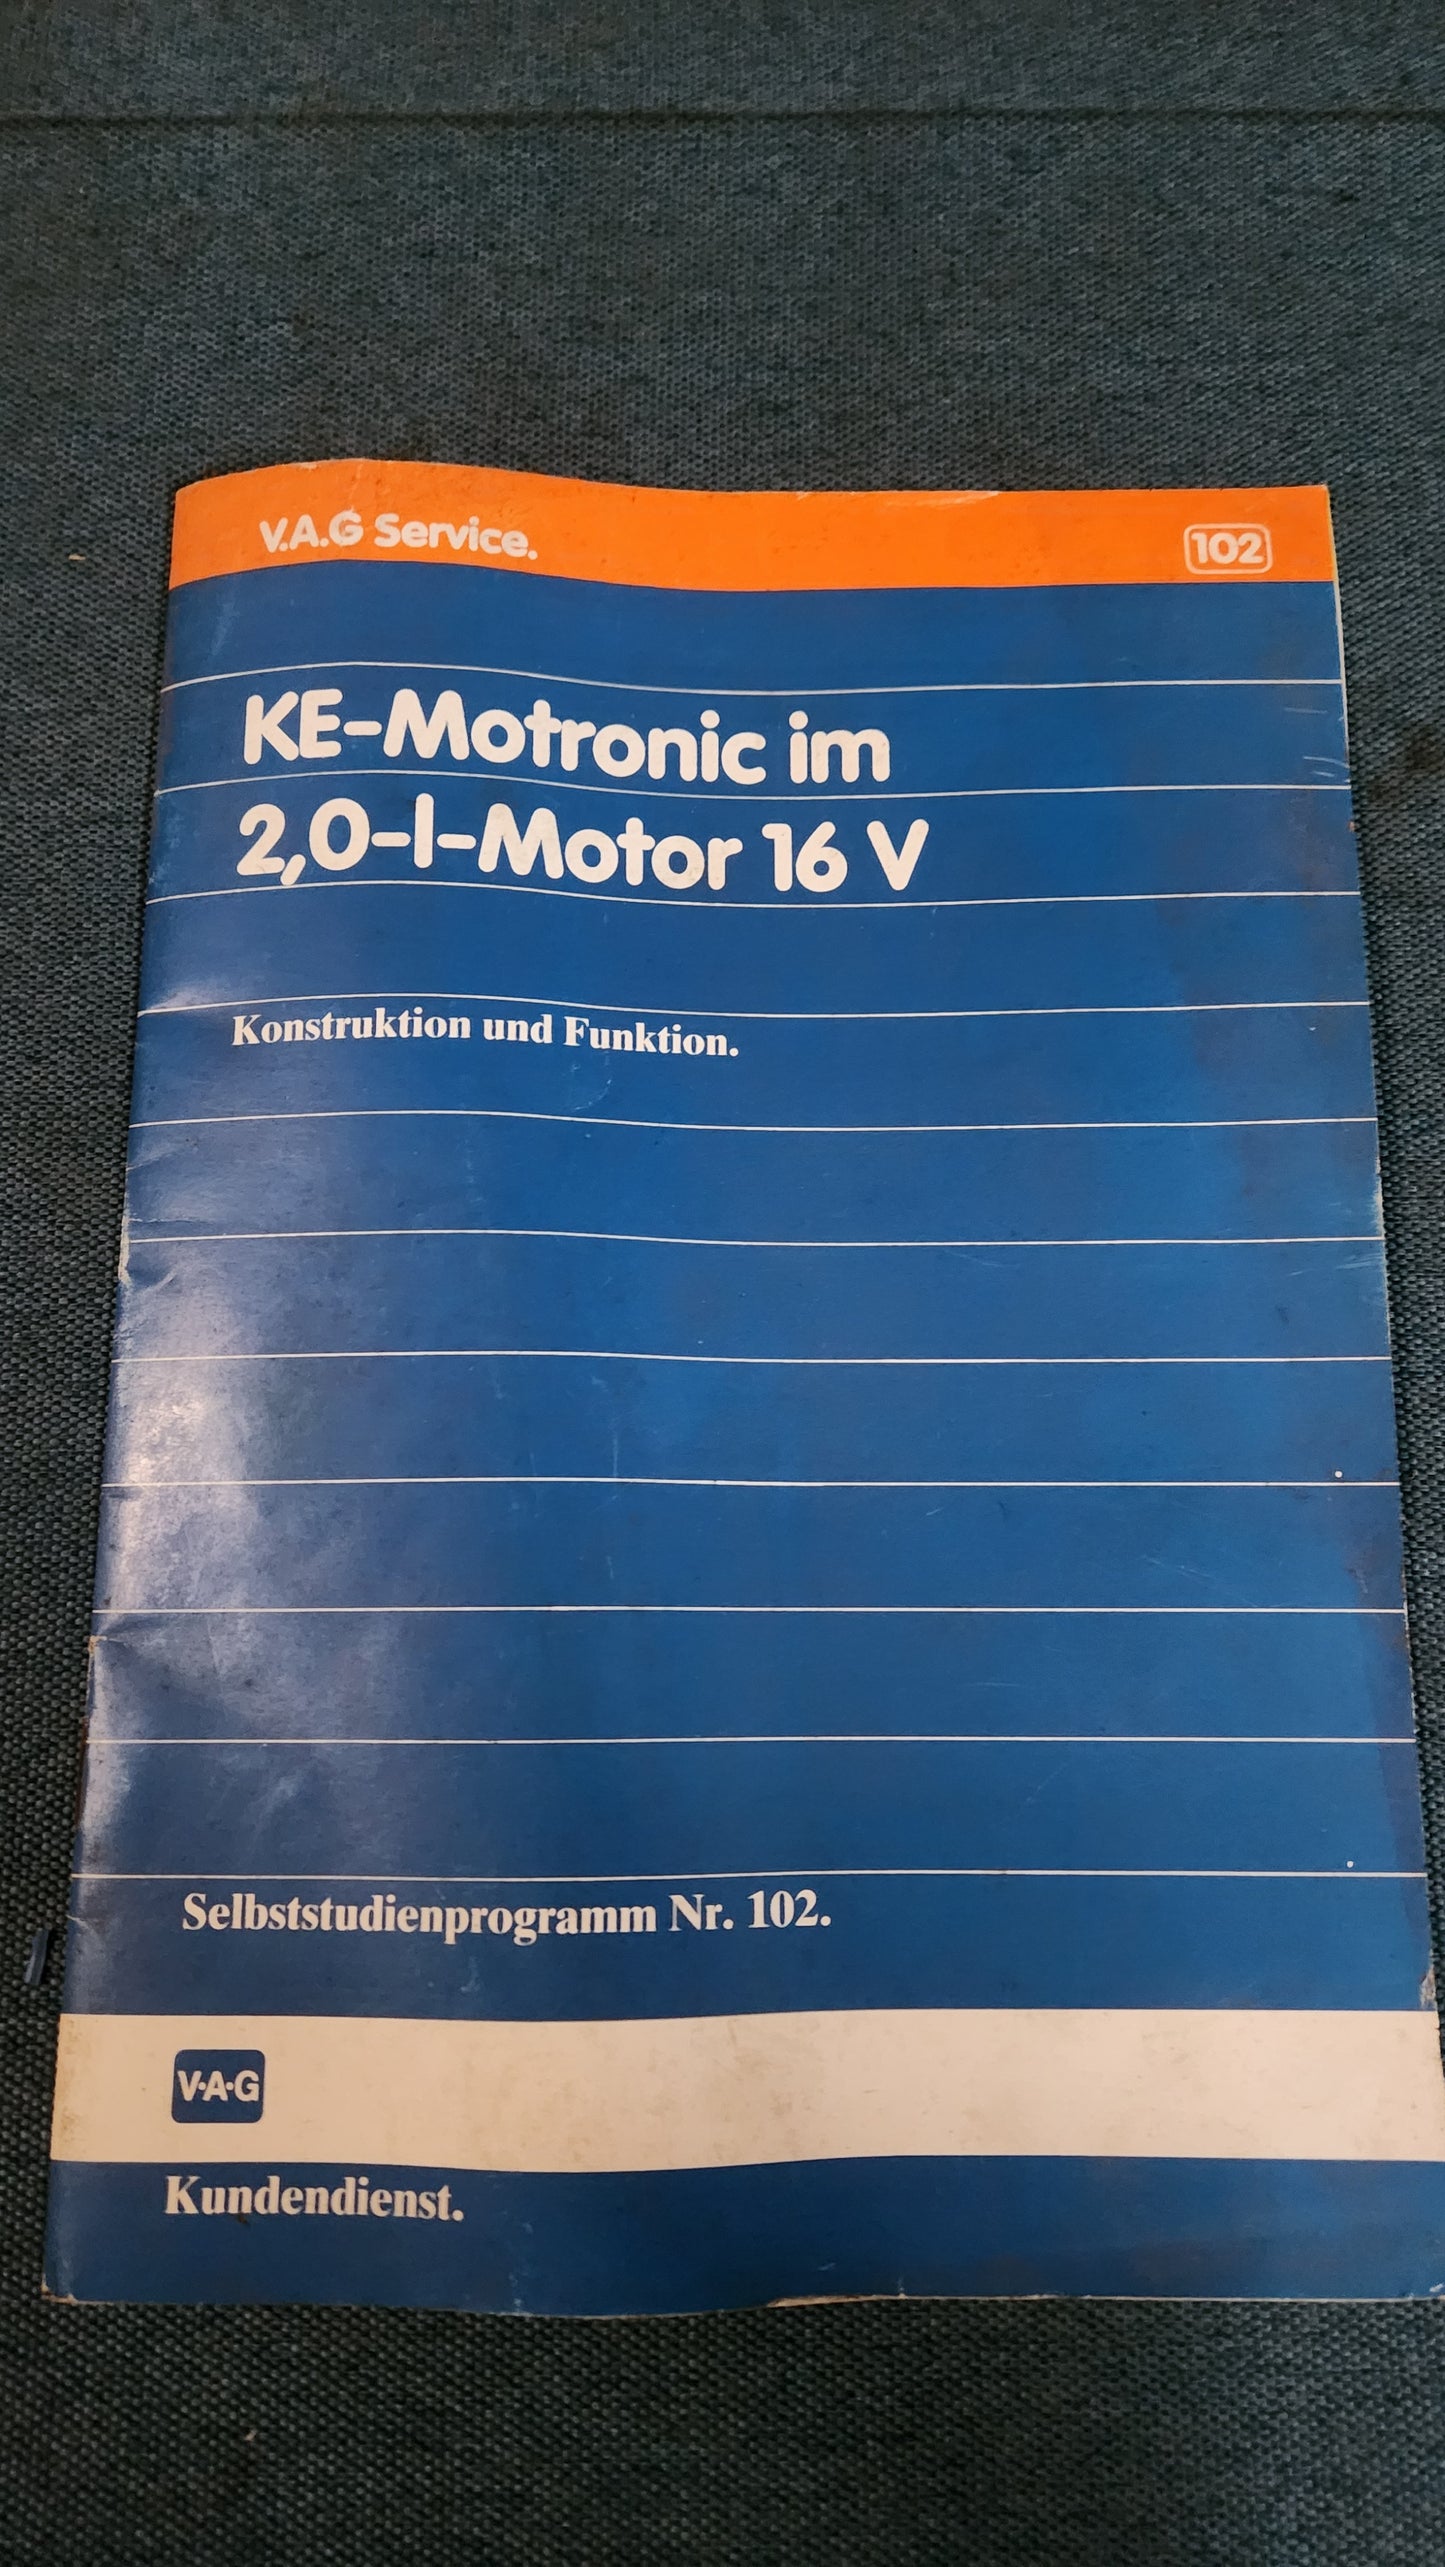 V.A.G Service.
102
KE-Motronic im
2,0-l-Motor 16 V
Konstruktion und Funktion.
Selbststudienprogramm Nr. 102.
V·A·G
Kundendienst.